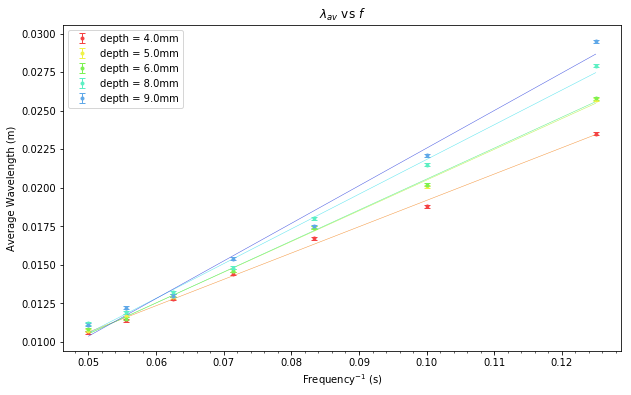 λav vs f
0.0300
0.0275
0.0250
0.0225
0.0200
0.0175
0.0150
0.0125
0.0100
Average Wavelength (m)
depth = 4.0mm
depth = 5.0mm
depth = 6.0mm
depth = 8.0mm
depth = 9.0mm
0.05 0.06 0.07 0.08 0.09 0.10 0.11 0.12
Frequency⁻¹ (s)